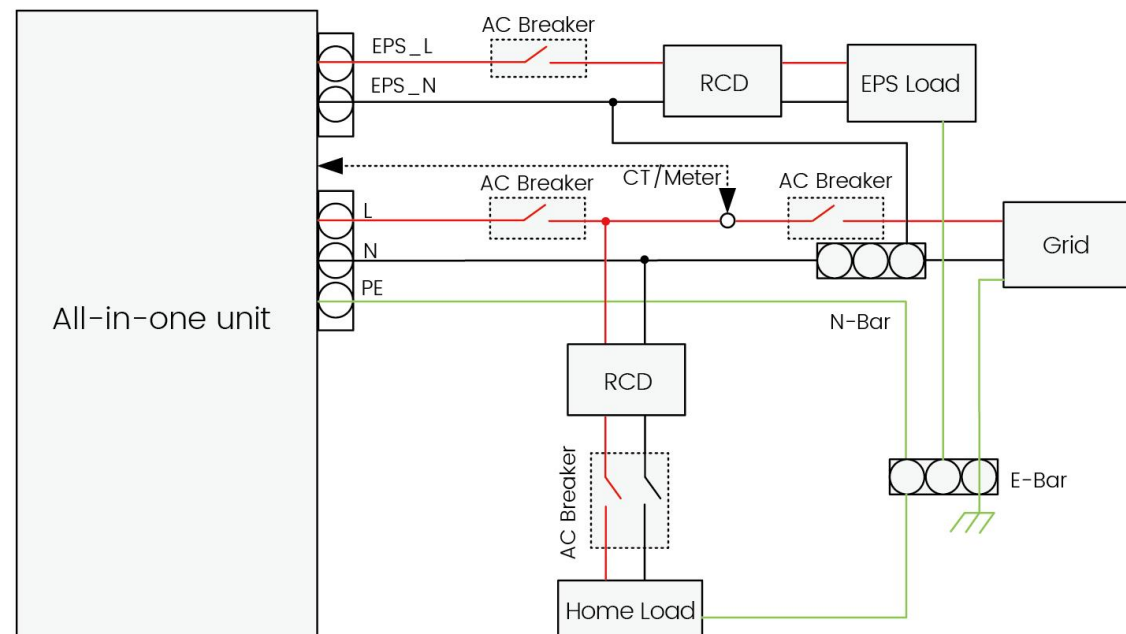 AC Breaker
EPS_L
EPS_N
RCD
EPS Load
CT/Meter
AC Breaker
AC Breaker
L
N
PE
Grid
All-in-one unit
N-Bar
RCD
AC Breaker
E-Bar
Home Load